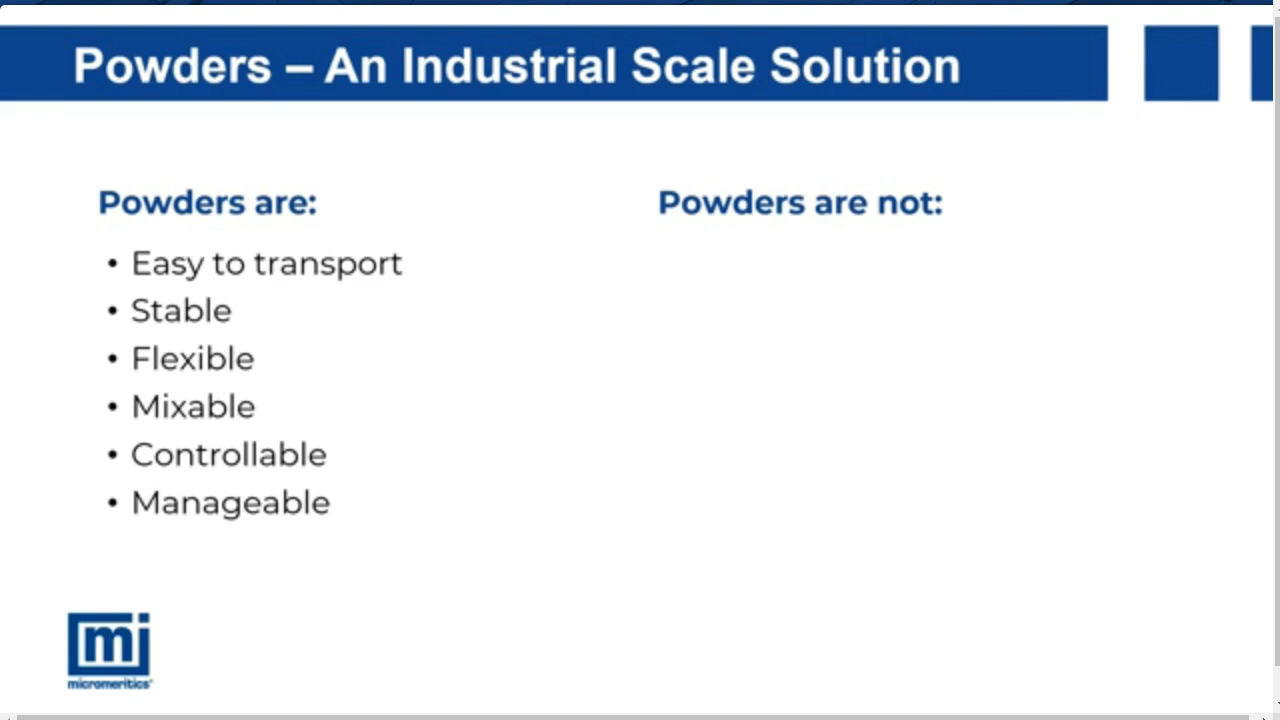 Powders – An Industrial Scale Solution
Powders are:
• Easy to transport
• Stable
• Flexible
• Mixable
• Controllable
• Manageable
Powders are not:
mi
micromeritics®